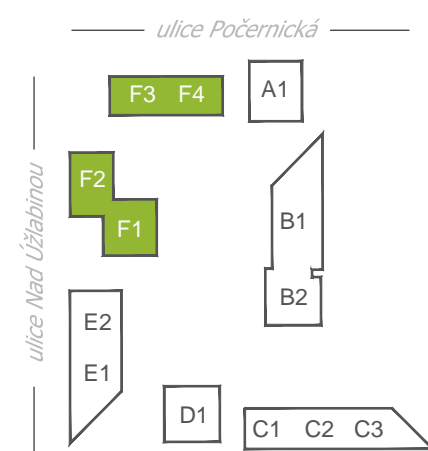 ulice Počernická
F3 F4
A1
ulice Nad Úžlabinou
F2
F1
B1
B2
E2
E1
D1
C1 C2 C3